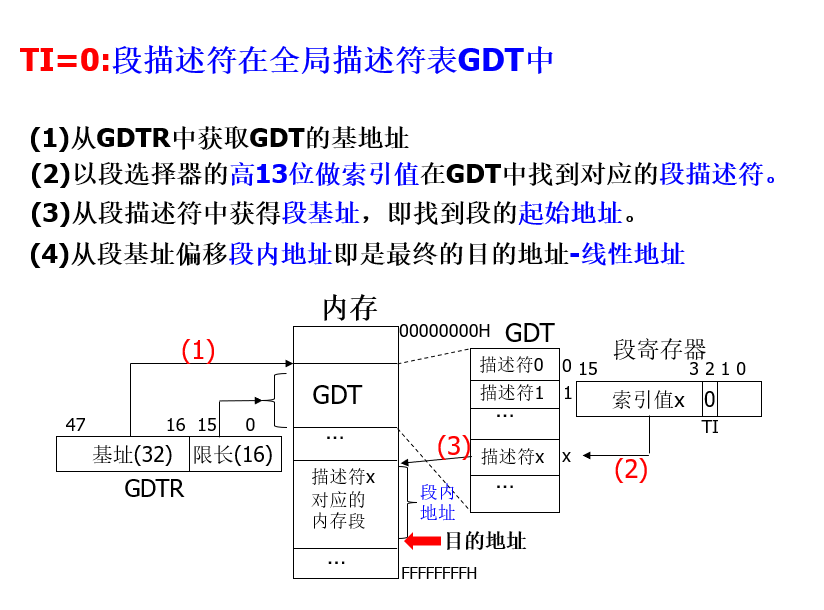 TI=0:段描述符在全局描述符表GDT中
(1)从GDTR中获取GDT的基地址
(2)以段选择器的高13位做索引值在GDT中找到对应的段描述符。
(3)从段描述符中获得段基址，即找到段的起始地址。
(4)从段基址偏移段内地址即是最终的目的地址-线性地址
内存
00000000H
GDT
段寄存器
(1)
描述符0
0
15
3 2 1 0
GDT
描述符1
1
索引值x
0
...
TI
47
16
15
0
...
(3)
基址(32)
限长(16)
描述符x
x
(2)
GDTR
描述符x
对应的
内存段
段内
地址
...
目的地址
...
FFFFFFFFH